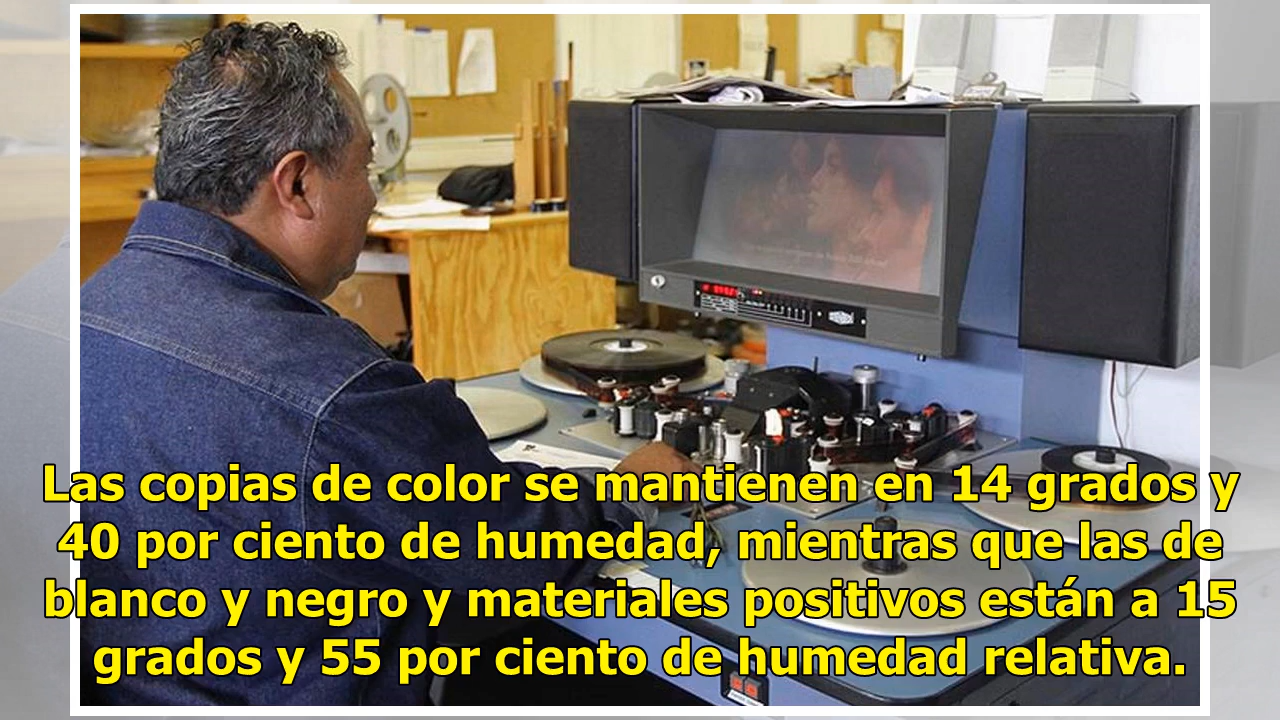 Las copias de color se mantienen en 14 grados y
40 por ciento de humedad, mientras que las de
blanco y negro y materiales positivos están a 15
grados y 55 por ciento de humedad relativa.